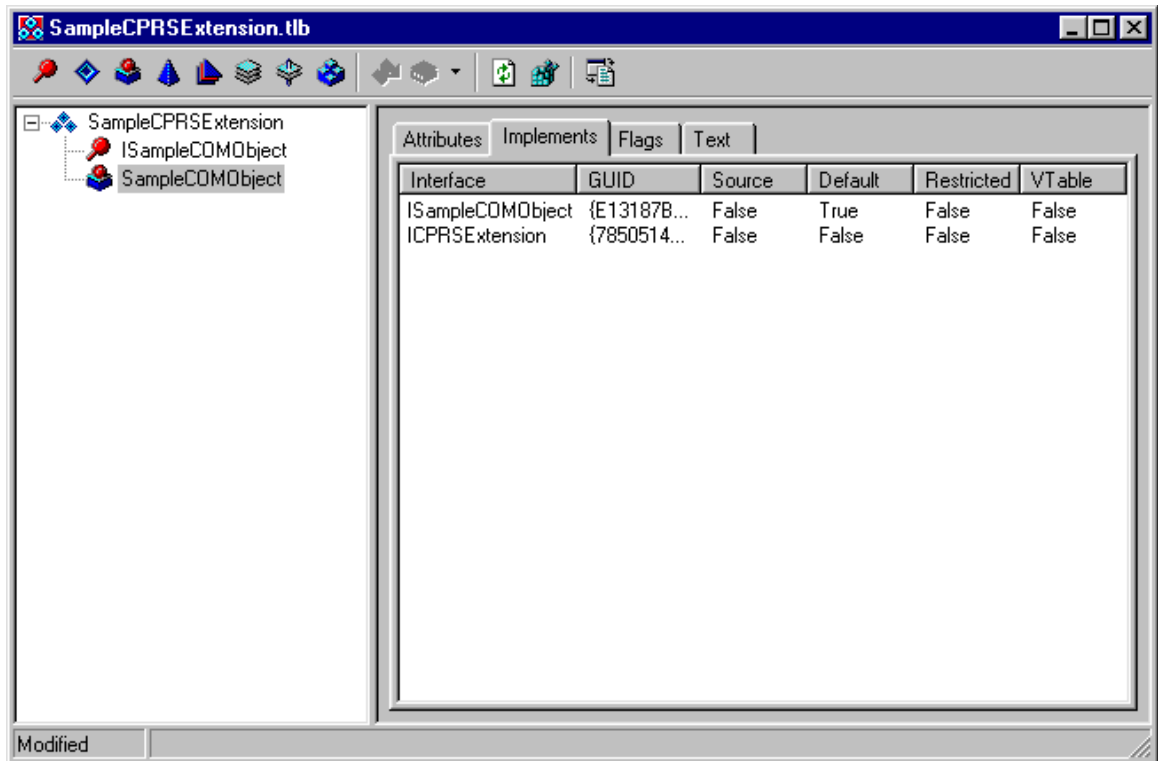 SampleCPRSExtension.tlb
SampleCPRSExtension
ISampleCOMObject
SampleCOMObject
Attributes Implements Flags Text
Interface GUID Source Default Restricted VTable
ISampleCOMObject {E13187B... False True False False
ICPRSExtension {7850514... False False False False
Modified